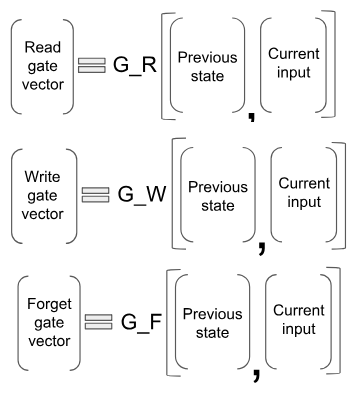 Read gate vector = G_R [ ( Previous state ) , ( Current input ) ]
Write gate vector = G_W [ ( Previous state ) , ( Current input ) ]
Forget gate vector = G_F [ ( Previous state ) , ( Current input ) ]